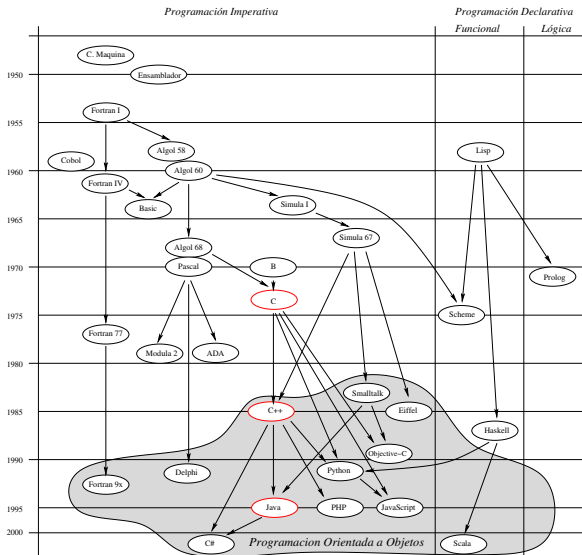 Programación Imperativa
Programación Declarativa
Funcional
Lógica
C. Maquina
1950
Ensamblador
1955
Fortran I
Algol 58
Lisp
Cobol
1960
Algol 60
Fortran IV
Basic
Simula I
1965
Simula 67
Algol 68
1970
Pascal
B
Prolog
C
1975
Scheme
Fortran 77
Modula 2
ADA
1980
Smalltalk
1985
C++
Eiffel
Haskell
Objective-C
1990
Delphi
Python
Fortran 9x
1995
Java
PHP
JavaScript
2000
C#
Programacion Orientada a Objetos
Scala